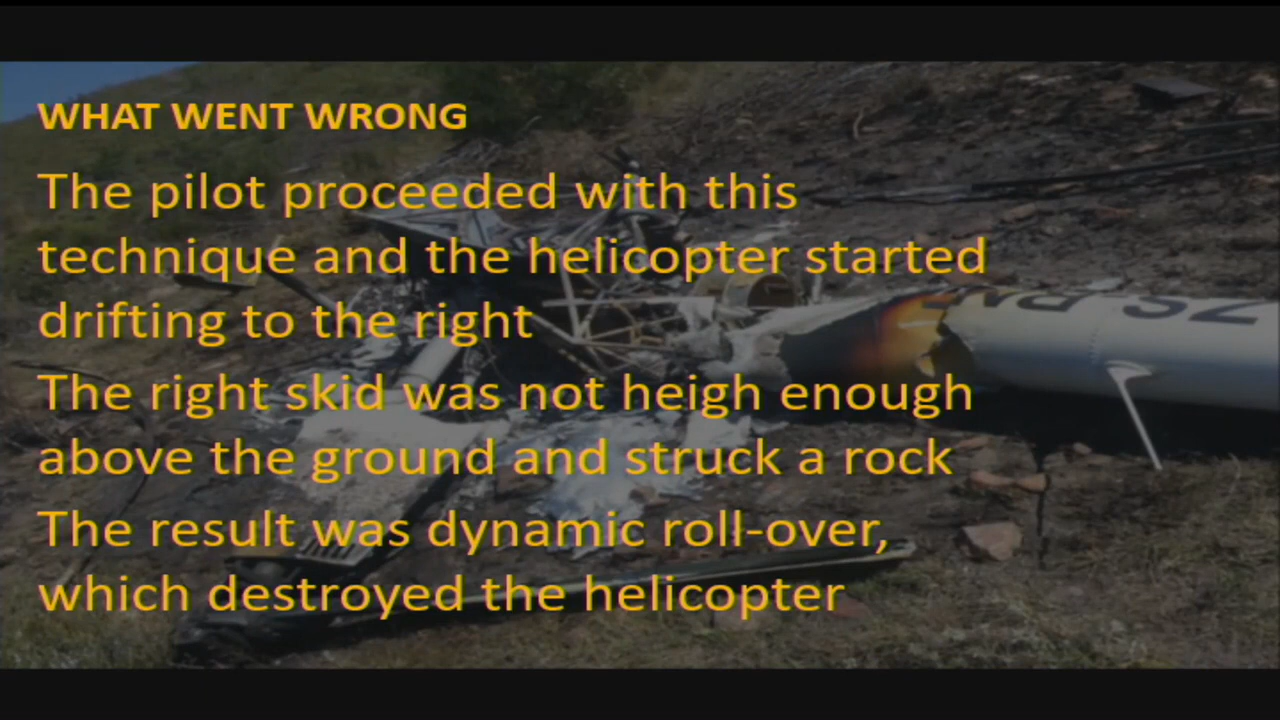 WHAT WENT WRONG
The pilot proceeded with this
technique and the helicopter started
drifting to the right
The right skid was not heigh enough
above the ground and struck a rock
The result was dynamic roll-over,
which destroyed the helicopter